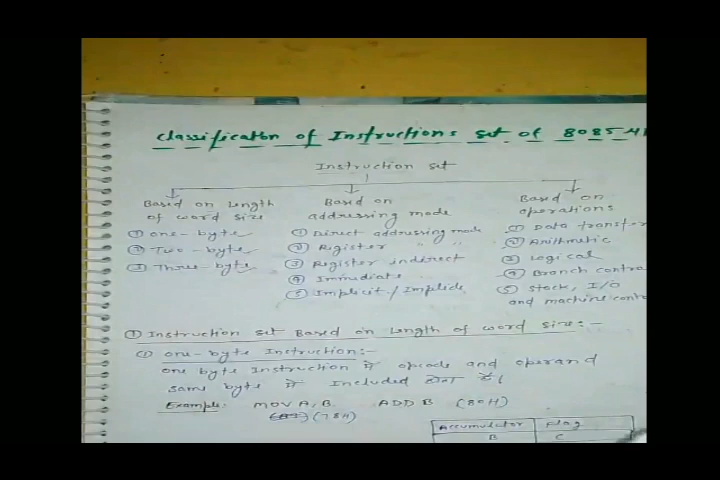 Classification of Instructions set of 8085
Instruction set
Based on Length
of word size
① One-byte
② Two-byte
③ Three-byte
Based on
addressing mode
① Direct addressing mode
② Register " "
③ Register indirect
④ Immediate
⑤ Implicit / Implide
Based on
operations
① Data transfer
② Arithmetic
③ Logical
④ Branch contro
⑤ Stack, I/O
and machine contr
① Instruction set Based on Length of word size:-
(i) One-byte Instruction:-
One byte Instruction में opcode and operand
same byte में Included होता है।
Example: MOV A, B ADD B (80H)
(78H)
Accumulator Flag
B C